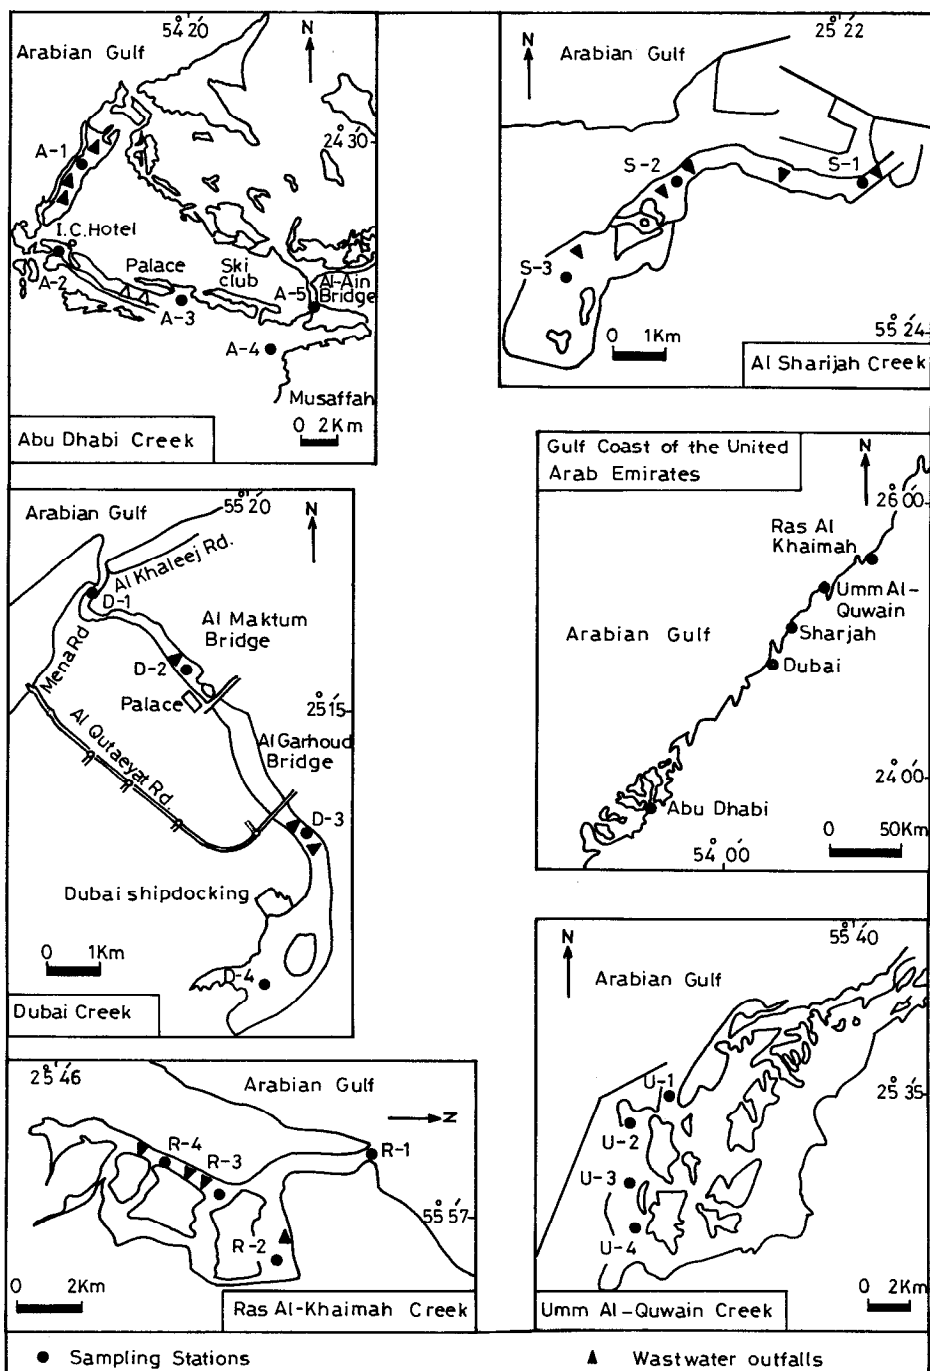 54° 20'
Arabian Gulf
N
24° 30'
A-1
I.C. Hotel
Palace
Ski
club
A-2
A-3
A-5
Al-Ain
Bridge
A-4
Musaffah
0 2Km
Abu Dhabi Creek
25° 22'
N
Arabian Gulf
S-2
S-1
S-3
0 1Km
55° 24'
Al Sharijah Creek
Gulf Coast of the United
Arab Emirates
N
26° 00'
Ras Al
Khaimah
Umm Al-
Quwain
Arabian Gulf
Sharjah
Dubai
24° 00'
Abu Dhabi
0 50Km
54° 00'
55° 20'
Arabian Gulf
N
Al Khaleej Rd.
D-1
Al Maktum
Bridge
Mena Rd
D-2
Palace
25° 15'
Al Qutaeyat Rd.
Al Garhoud
Bridge
D-3
Dubai shipdocking
0 1Km
D-4
Dubai Creek
25° 46'
Arabian Gulf
N
R-4
R-3
R-1
55° 57'
R-2
0 2Km
Ras Al-Khaimah Creek
55° 40'
N
Arabian Gulf
U-1
25° 35'
U-2
U-3
U-4
0 2Km
Umm Al-Quwain Creek
Sampling Stations
Wastwater outfalls